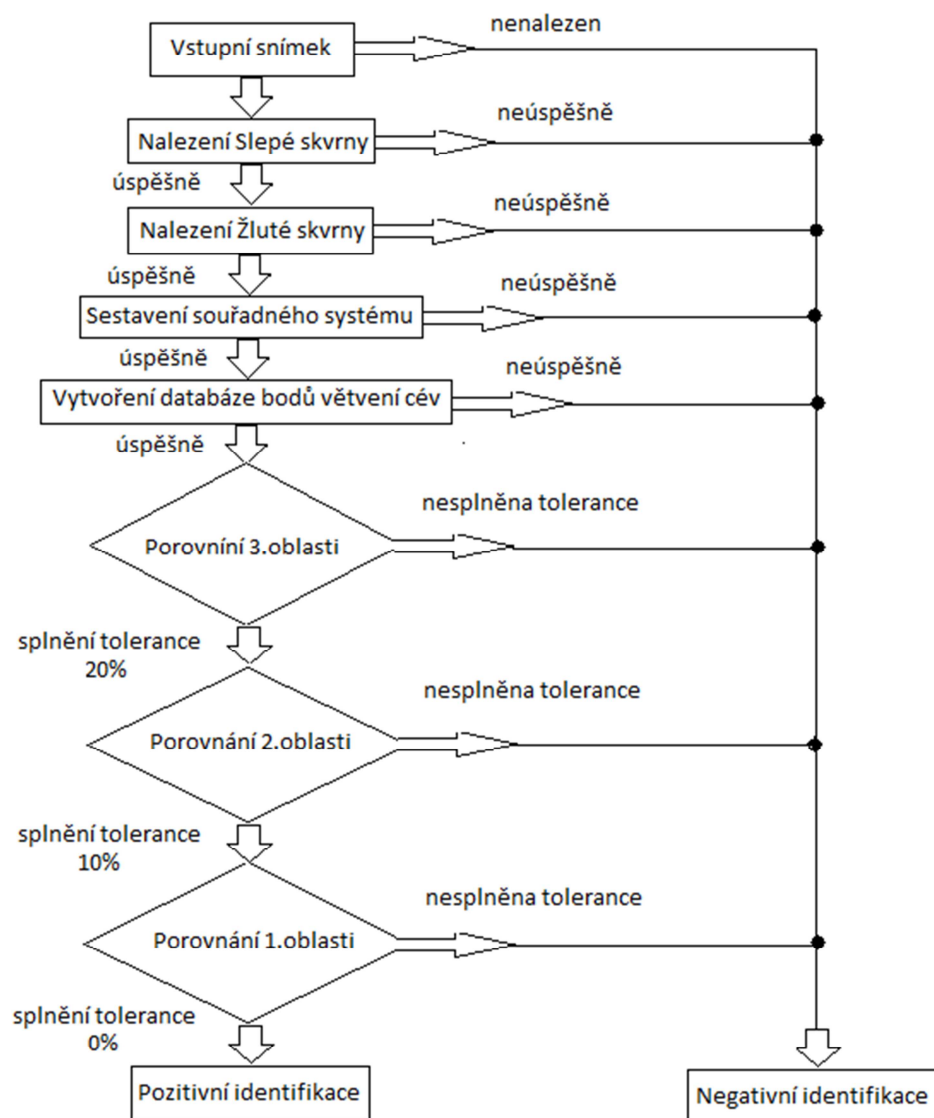 nenalezen
Vstupní snímek
neúspěšně
Nalezení Slepé skvrny
úspěšně
neúspěšně
Nalezení Žluté skvrny
úspěšně
neúspěšně
Sestavení souřadného systému
úspěšně
neúspěšně
Vytvoření databáze bodů větvení cév
úspěšně
nesplněna tolerance
Porovníní 3.oblasti
splnění tolerance
20%
nesplněna tolerance
Porovnání 2.oblasti
splnění tolerance
10%
nesplněna tolerance
Porovnání 1.oblasti
splnění tolerance
0%
Pozitivní identifikace
Negativní identifikace